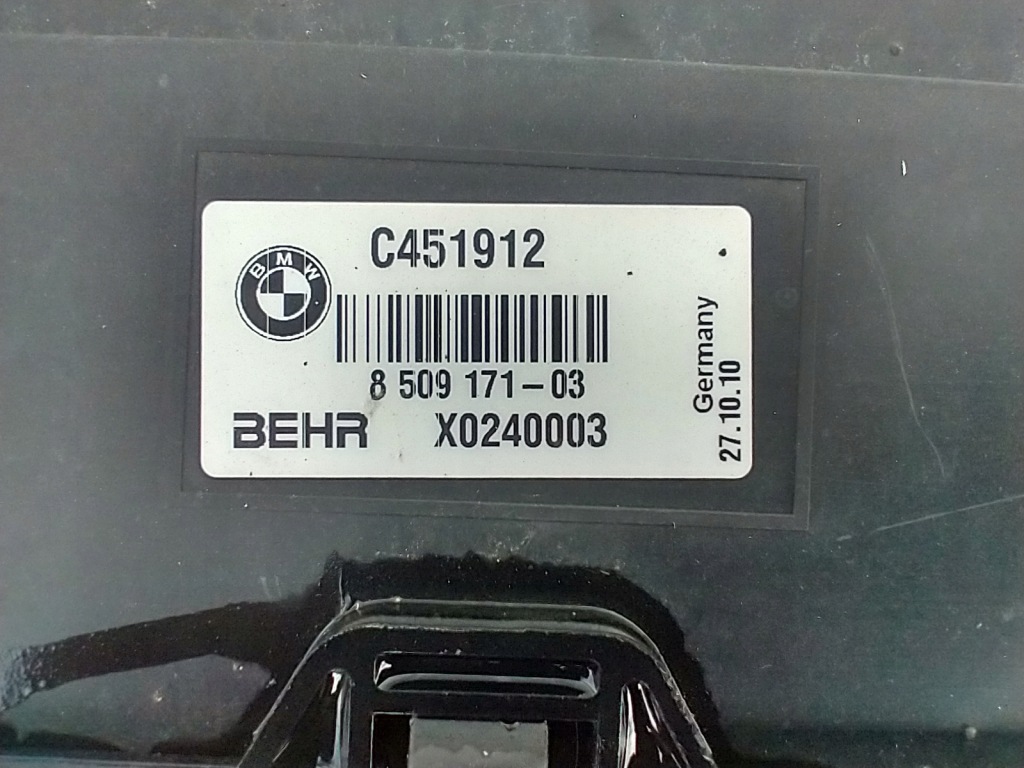 C451912
BMW
8 509 171-03
BEHR X0240003
Germany
27.10.10